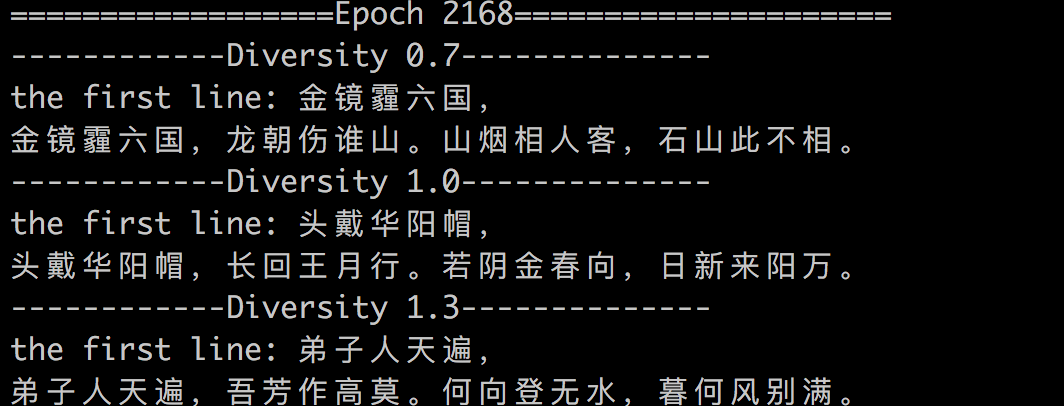 ===================Epoch 2168=====================
------------Diversity 0.7--------------
the first line: 金镜霾六国，
金镜霾六国，龙朝伤谁山。山烟相人客，石山此不相。
------------Diversity 1.0--------------
the first line: 头戴华阳帽，
头戴华阳帽，长回王月行。若阴金春向，日新来阳万。
------------Diversity 1.3--------------
the first line: 弟子人天遍，
弟子人天遍，吾芳作高莫。何向登无水，暮何风别满。